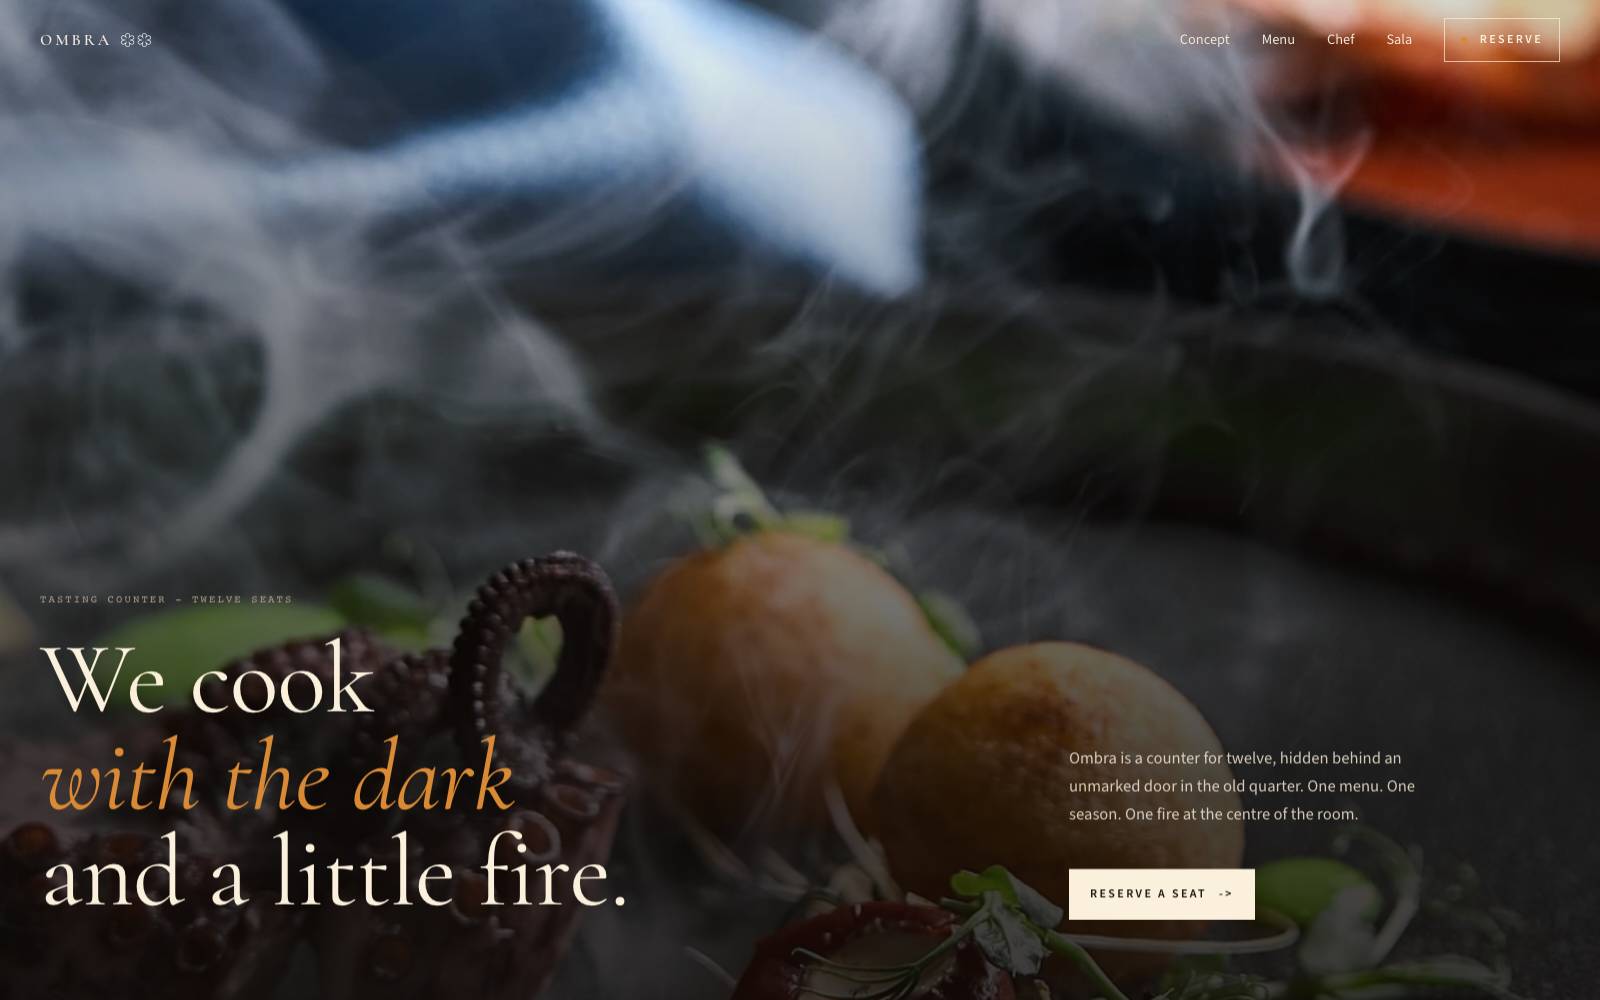 OMBRA
Concept
Menu
Chef
Sala
RESERVE
TASTING COUNTER – TWELVE SEATS
We cook
with the dark
and a little fire.
Ombra is a counter for twelve, hidden behind an
unmarked door in the old quarter. One menu. One
season. One fire at the centre of the room.
RESERVE A SEAT ->